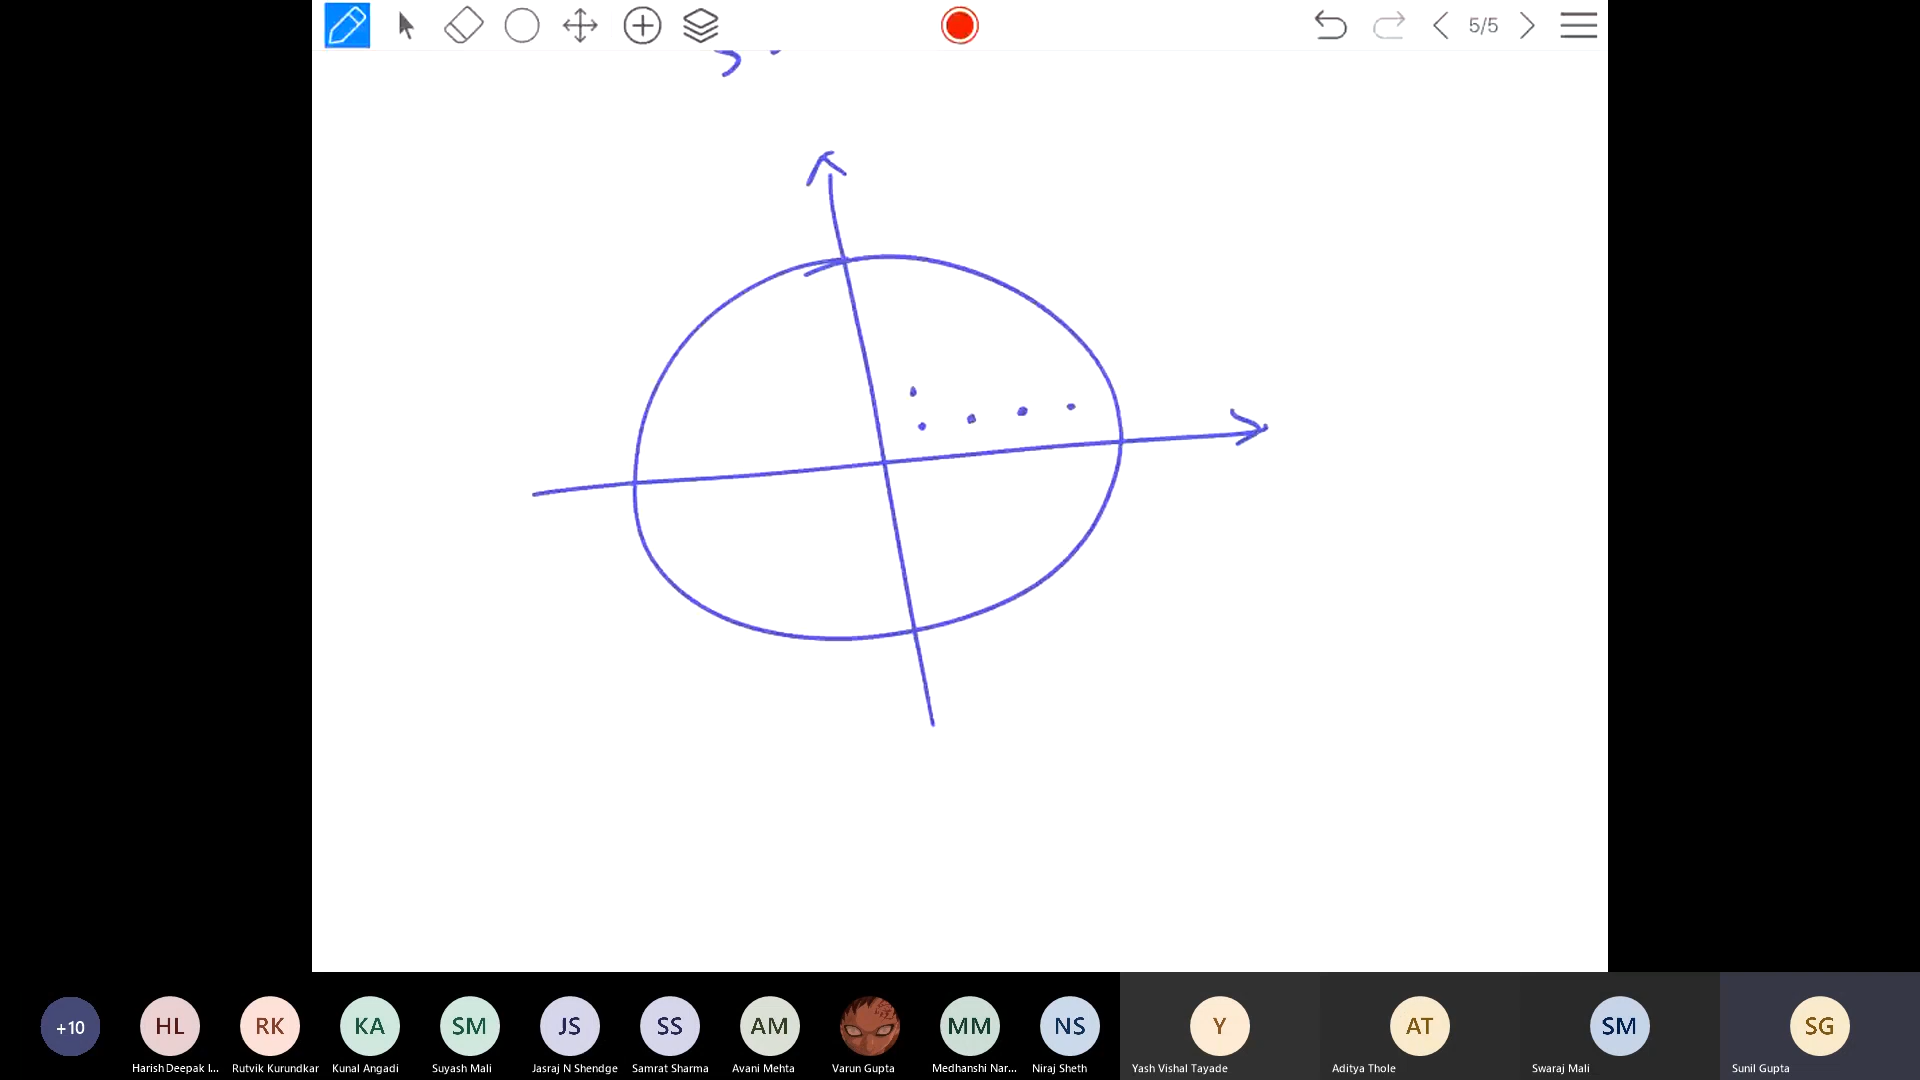 5/5
+10
HL
RK
KA
SM
JS
SS
AM
MM
NS
Y
AT
SM
SG
Harish Deepak I...
Rutvik Kurundkar
Kunal Angadi
Suyash Mali
Jasraj N Shendge
Samrat Sharma
Avani Mehta
Varun Gupta
Medhanshi Nar...
Niraj Sheth
Yash Vishal Tayade
Aditya Thole
Swaraj Mali
Sunil Gupta